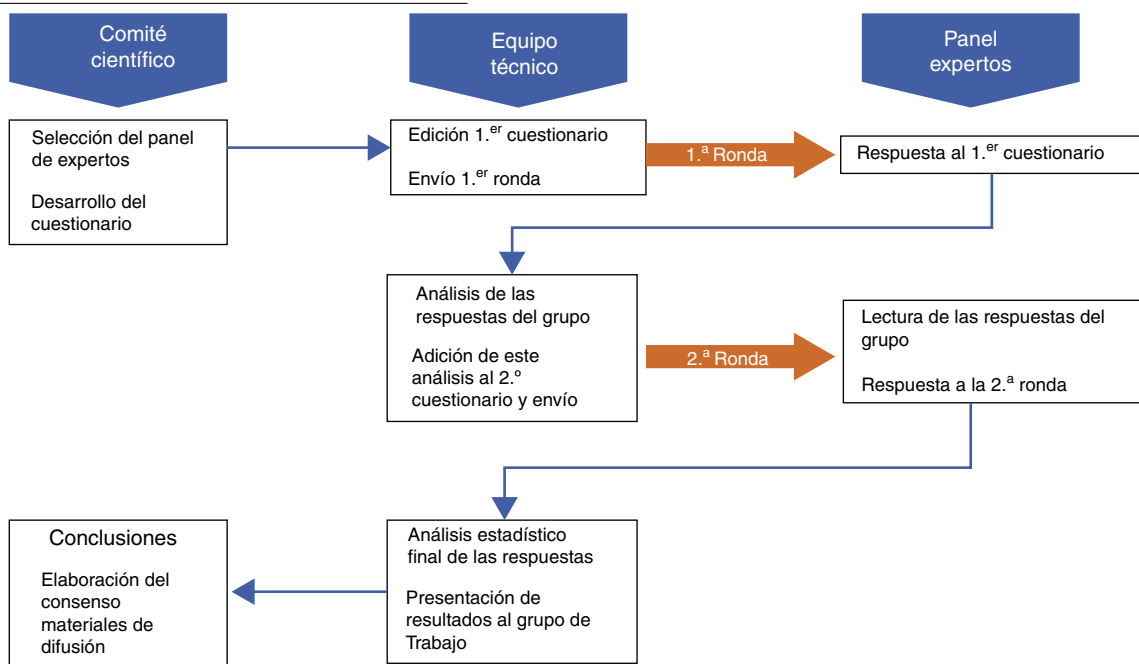 Comité
científico
Equipo
técnico
Panel
expertos
Selección del panel
de expertos
Desarrollo del
cuestionario
Edición 1.er cuestionario
Envío 1.er ronda
1.a Ronda
Respuesta al 1.er cuestionario
Análisis de las
respuestas del grupo
Adición de este
análisis al 2.º
cuestionario y envío
2.a Ronda
Lectura de las respuestas del
grupo
Respuesta a la 2.a ronda
Análisis estadístico
final de las respuestas
Presentación de
resultados al grupo de
Trabajo
Conclusiones
Elaboración del
consenso
materiales de
difusión